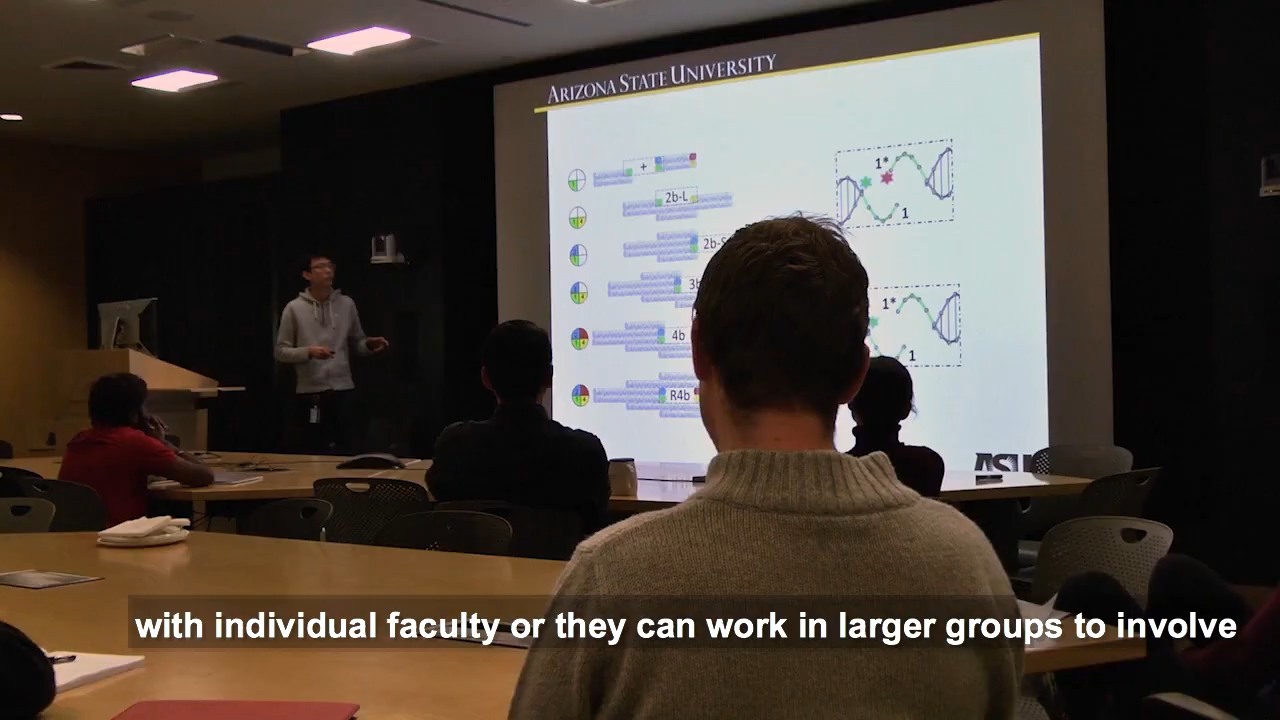 ARIZONA STATE UNIVERSITY
+
2b-L
2b-S
3b
4b
R4b
1*
1
1*
1
ASU
with individual faculty or they can work in larger groups to involve